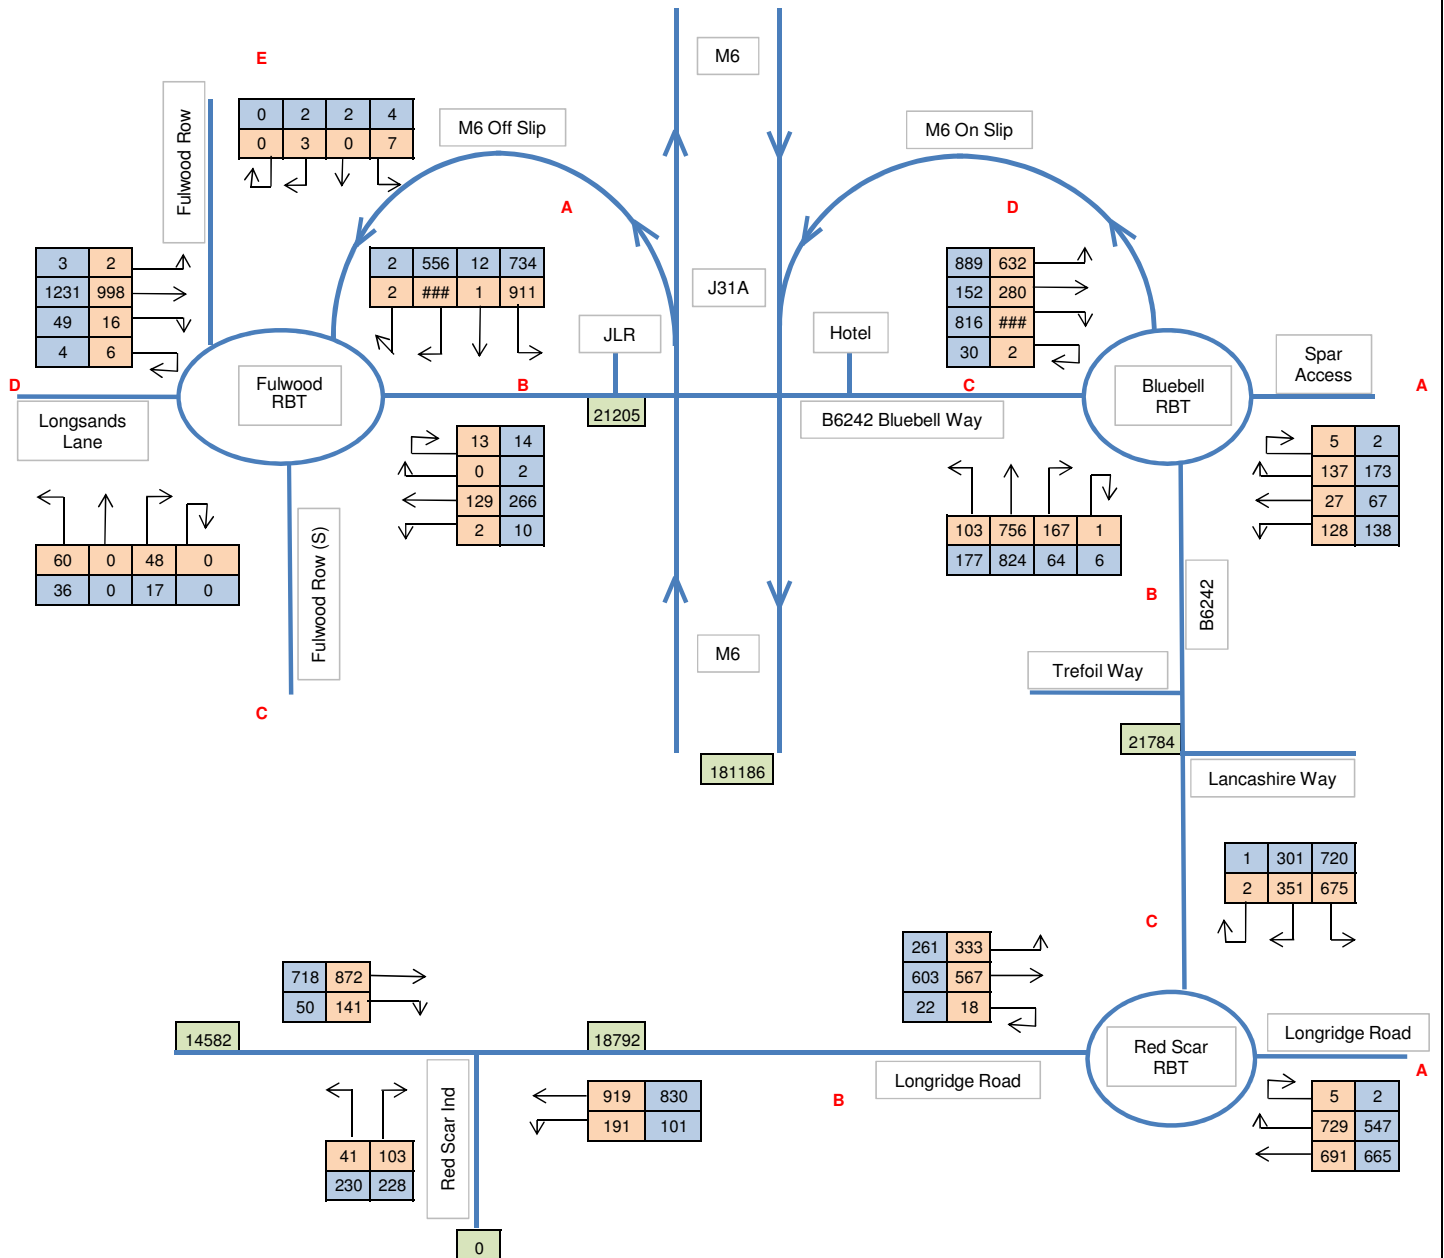 M6
E
Fulwood Row
0 2 2 4
0 3 0 7
M6 Off Slip
M6 On Slip
A
D
3 2
1231 998
49 16
4 6
2 556 12 734
2 ### 1 911
J31A
889 632
152 280
816 ###
30 2
JLR
Hotel
Fulwood
RBT
Bluebell
RBT
Spar
Access
D
B
C
A
Longsands
Lane
21205
B6242 Bluebell Way
13 14
0 2
129 266
2 10
5 2
137 173
27 67
128 138
60 0 48 0
36 0 17 0
Fulwood Row (S)
103 756 167 1
177 824 64 6
B
B6242
M6
Trefoil Way
C
21784
181186
Lancashire Way
1 301 720
2 351 675
C
261 333
603 567
22 18
718 872
50 141
14582
18792
Red Scar
RBT
Longridge Road
Longridge Road
A
B
Red Scar Ind
919 830
191 101
5 2
729 547
691 665
41 103
230 228
0